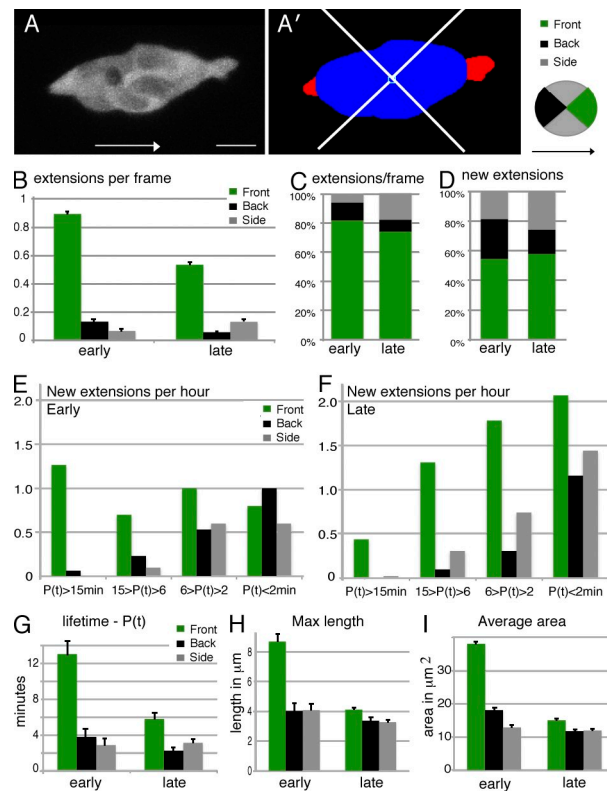 A
A′
Front
Back
Side
B extensions per frame
Front
Back
Side
1
0.8
0.6
0.4
0.2
0
early late
C extensions/frame
100%
80%
60%
40%
20%
0%
early late
D new extensions
100%
80%
60%
40%
20%
0%
early late
E New extensions per hour
Early
Front
Back
Side
2.0
1.5
1.0
0.5
0
P(t)>15min 15>P(t)>6 6>P(t)>2 P(t)<2min
F New extensions per hour
Late
2.0
1.5
1.0
0.5
0
P(t)>15min 15>P(t)>6 6>P(t)>2 P(t)<2min
G lifetime - P(t)
Front
Back
Side
minutes
12
8
4
0
early late
H Max length
length in μm
8
6
4
2
0
early late
I Average area
area in μm 2
40
30
20
10
0
early late